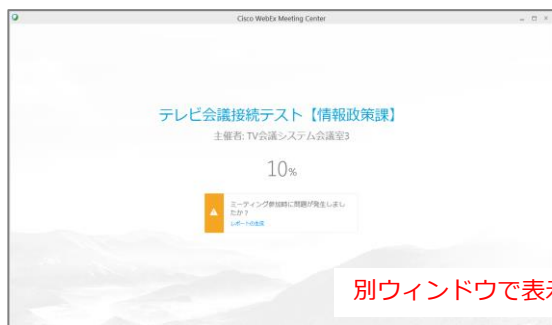 Cisco WebEx Meeting Center
テレビ会議接続テスト【情報政策課】
主催者: TV会議システム会議室3
10%
ミーティング参加時に問題が発生しまし
たか？
レポートの生成
別ウィンドウで表